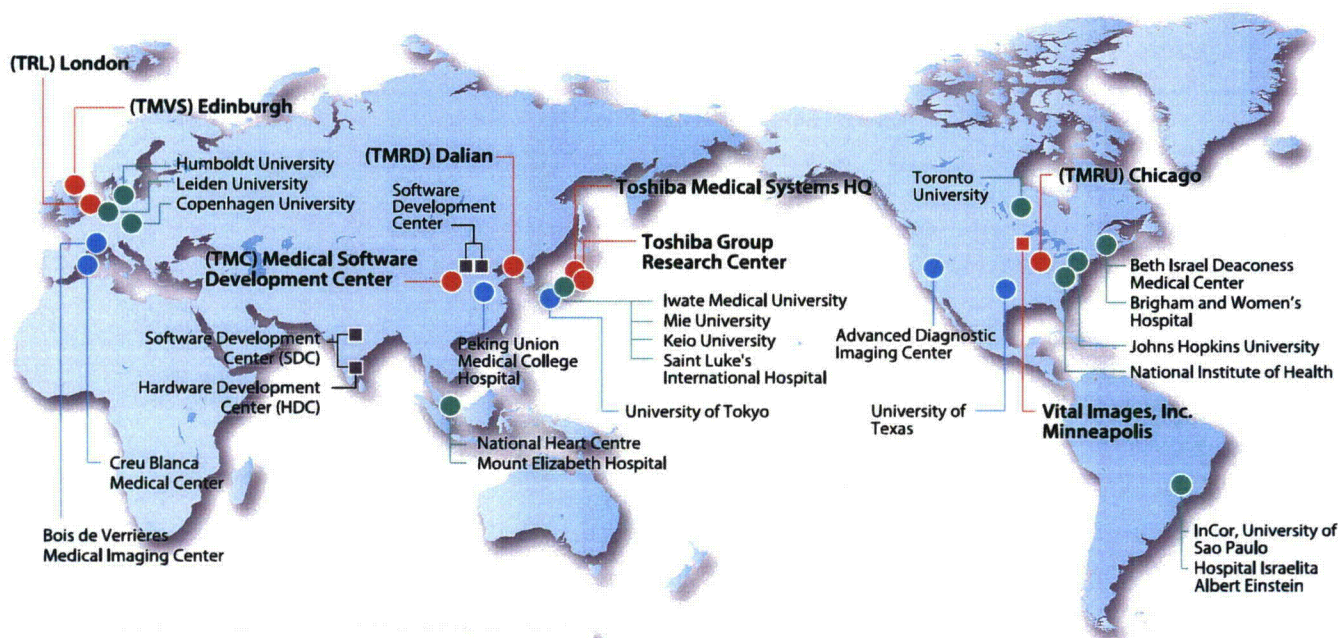 (TRL) London
(TMVS) Edinburgh
Humboldt University
Leiden University
Copenhagen University
(TMRD) Dalian
Software
Development
Center
(TMC) Medical Software
Development Center
Toshiba Medical Systems HQ
Toshiba Group
Research Center
Iwate Medical University
Mie University
Keio University
Saint Luke's
International Hospital
University of Tokyo
Peking Union
Medical College
Hospital
Software Development
Center (SDC)
Hardware Development
Center (HDC)
National Heart Centre
Mount Elizabeth Hospital
Creu Blanca
Medical Center
Bois de Verrières
Medical Imaging Center
Toronto
University
(TMRU) Chicago
Beth Israel Deaconess
Medical Center
Brigham and Women's
Hospital
Johns Hopkins University
National Institute of Health
Advanced Diagnostic
Imaging Center
University of
Texas
Vital Images, Inc.
Minneapolis
InCor, University of
Sao Paulo
Hospital Israelita
Albert Einstein